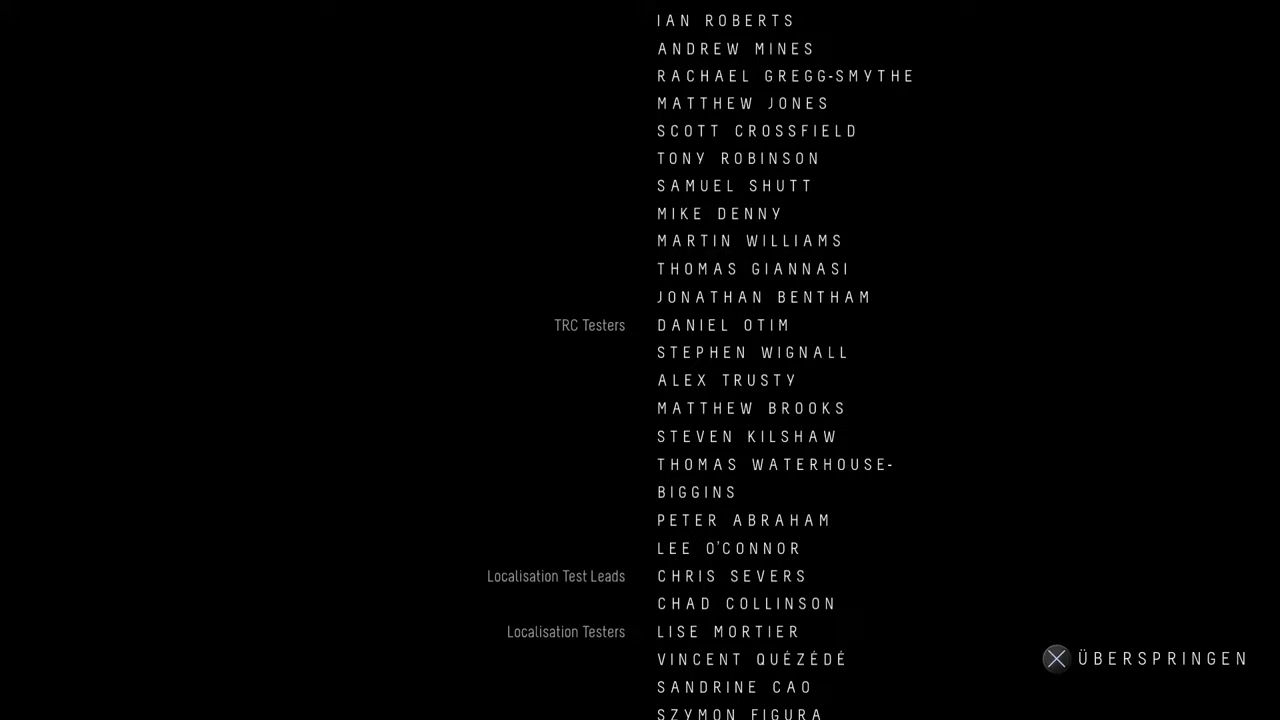 IAN ROBERTS
ANDREW MINES
RACHAEL GREGG-SMYTHE
MATTHEW JONES
SCOTT CROSSFIELD
TONY ROBINSON
SAMUEL SHUTT
MIKE DENNY
MARTIN WILLIAMS
THOMAS GIANNASI
JONATHAN BENTHAM
TRC Testers DANIEL OTIM
STEPHEN WIGNALL
ALEX TRUSTY
MATTHEW BROOKS
STEVEN KILSHAW
THOMAS WATERHOUSE-
BIGGINS
PETER ABRAHAM
LEE O'CONNOR
Localisation Test Leads CHRIS SEVERS
CHAD COLLINSON
Localisation Testers LISE MORTIER
VINCENT QUÉZÉDÉ
ÜBERSPRINGEN
SANDRINE CAO
SZYMON FIGURA